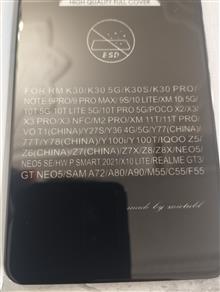 HIGH QUALITY FULL COVER
ESD
FOR RM K30/K30 5G/K30S/K30 PRO/
NOTE 9PRO/9 PRO MAX/ 9S/10 LITE/XM 10i 5G/
10T 5G 10T LITE 5G/10T PRO 5G/POCO X2/X3/
X3 PRO/X3 NFC/M2 PRO/XM 11T/11T PRO/
VO T1(CHINA)/Y27S/Y36 4G/5G/Y77(CHINA)/
Z77T/Y78(CHINA)/Y100i/Y100T/IQOO Z5/
Z6(CHINA)/Z7(CHINA)/Z7X/Z8/Z8X/NEO5/
NEO5 SE/HW P SMART 2021/X10 LITE/REALME GT3/
GT NEO5/SAM A72/A80/A90/M55/C55/F55
made by